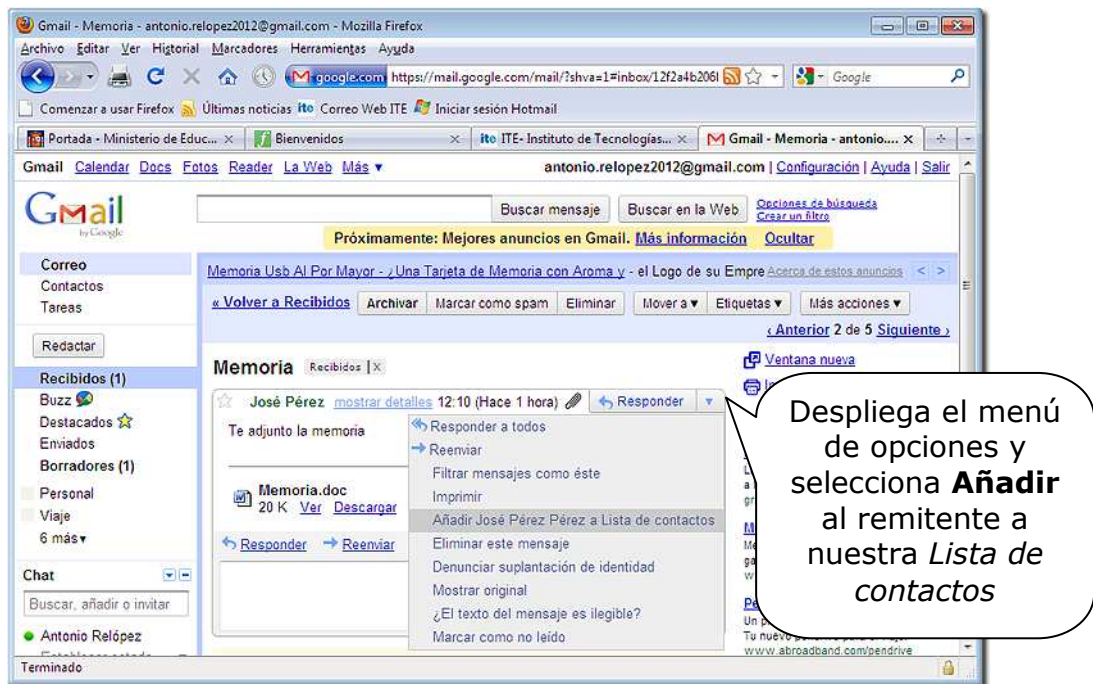 Gmail - Memoria - antonio.relopez2012@gmail.com - Mozilla Firefox
Archivo Editar Ver Historial Marcadores Herramientas Ayuda
google.com https://mail.google.com/mail/?shva=1#inbox/12f2a4b206 Google
Comenzar a usar Firefox Últimas noticias ite Correo Web ITE Iniciar sesión Hotmail
Portada - Ministerio de Educ... Bienvenidos ite ITE- Instituto de Tecnologías... Gmail - Memoria - antonio....
Gmail Calendar Docs Fotos Reader La Web Más ▼ antonio.relopez2012@gmail.com | Configuración | Ayuda | Salir
Gmail
by Google
Buscar mensaje Buscar en la Web Opciones de búsqueda
Crear un filtro
Próximamente: Mejores anuncios en Gmail. Más información Ocultar
Correo
Contactos
Tareas
Redactar
Recibidos (1)
Buzz
Destacados
Enviados
Borradores (1)
Personal
Viaje
6 más▼
Chat
Buscar, añadir o invitar
Antonio Relópez
Memoria Usb Al Por Mayor - ¿Una Tarjeta de Memoria con Aroma y - el Logo de su Empre Acerca de estos anuncios < >
« Volver a Recibidos Archivar Marcar como spam Eliminar Mover a ▼ Etiquetas ▼ Más acciones ▼
‹ Anterior 2 de 5 Siguiente ›
Memoria Recibidos | X
Ventana nueva
José Pérez mostrar detalles 12:10 (Hace 1 hora) Responder ▼
Te adjunto la memoria
Memoria.doc
20 K Ver Descargar
Responder Reenviar
Responder a todos
Reenviar
Filtrar mensajes como éste
Imprimir
Añadir José Pérez Pérez a Lista de contactos
Eliminar este mensaje
Denunciar suplantación de identidad
Mostrar original
¿El texto del mensaje es ilegible?
Marcar como no leído
www.abroadband.com/pendrive
Terminado
Despliega el menú
de opciones y
selecciona Añadir
al remitente a
nuestra Lista de
contactos